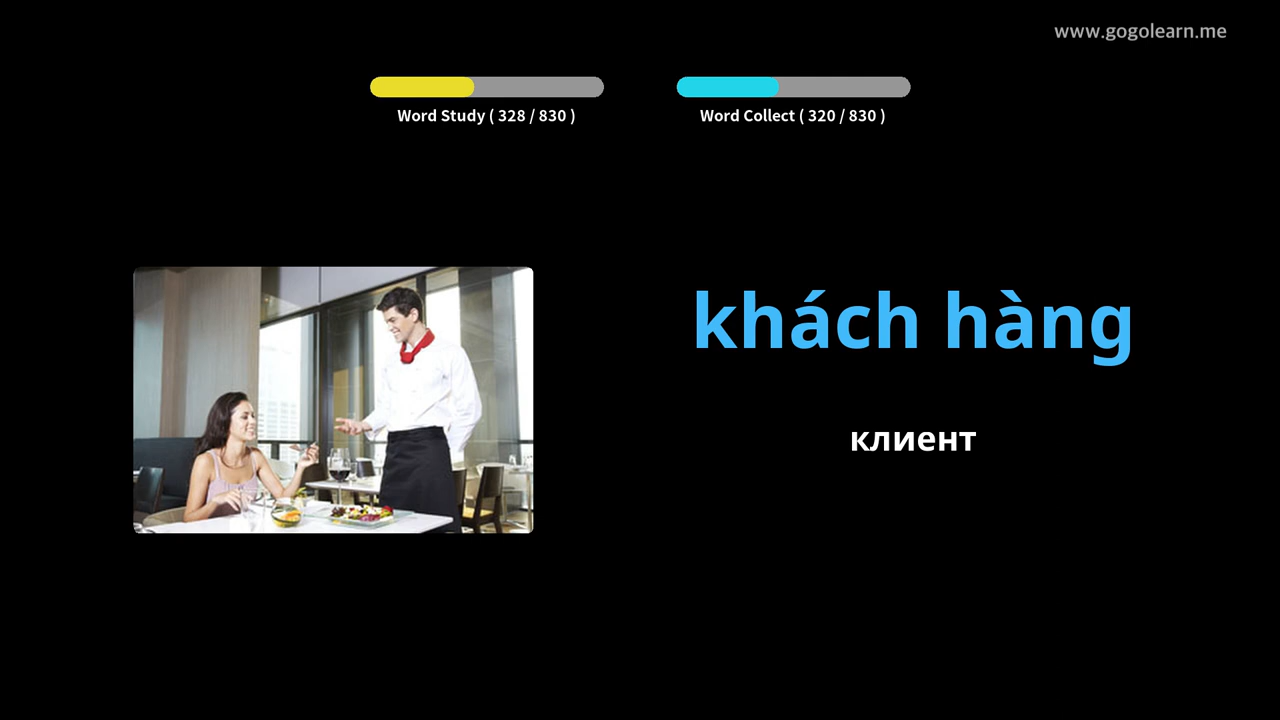 www.gogolearn.me
Word Study ( 328 / 830 )
Word Collect ( 320 / 830 )
khách hàng
клиент